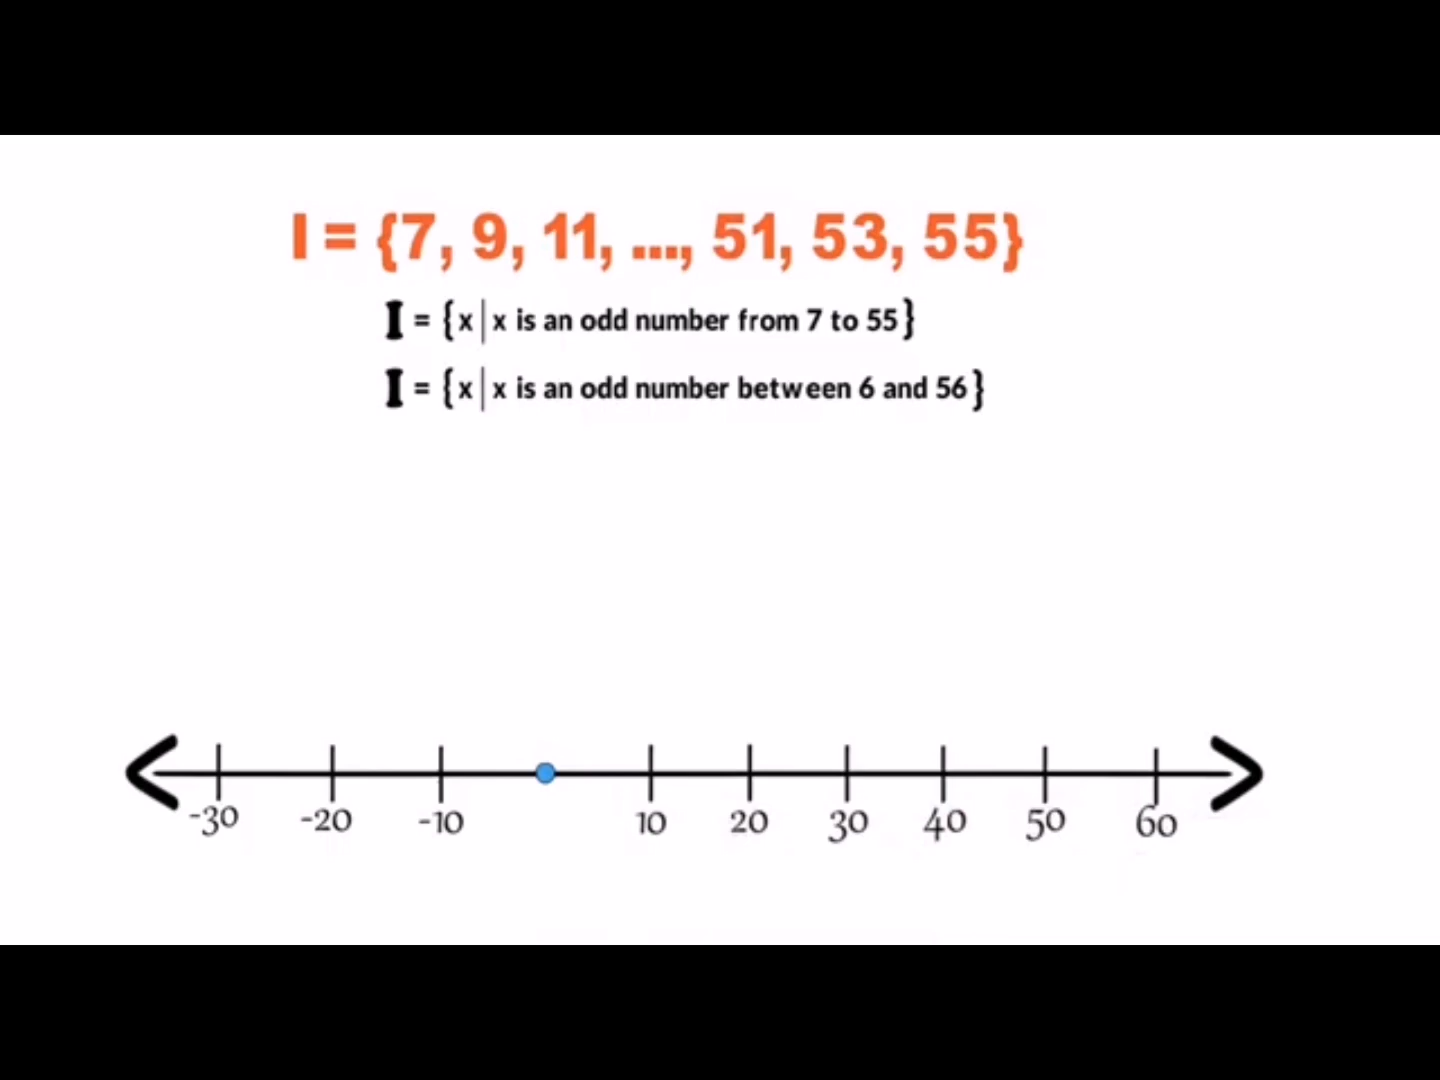 I = {7, 9, 11, ..., 51, 53, 55}
I = {x|x is an odd number from 7 to 55}
I = {x|x is an odd number between 6 and 56}
-30 -20 -10 10 20 30 40 50 60